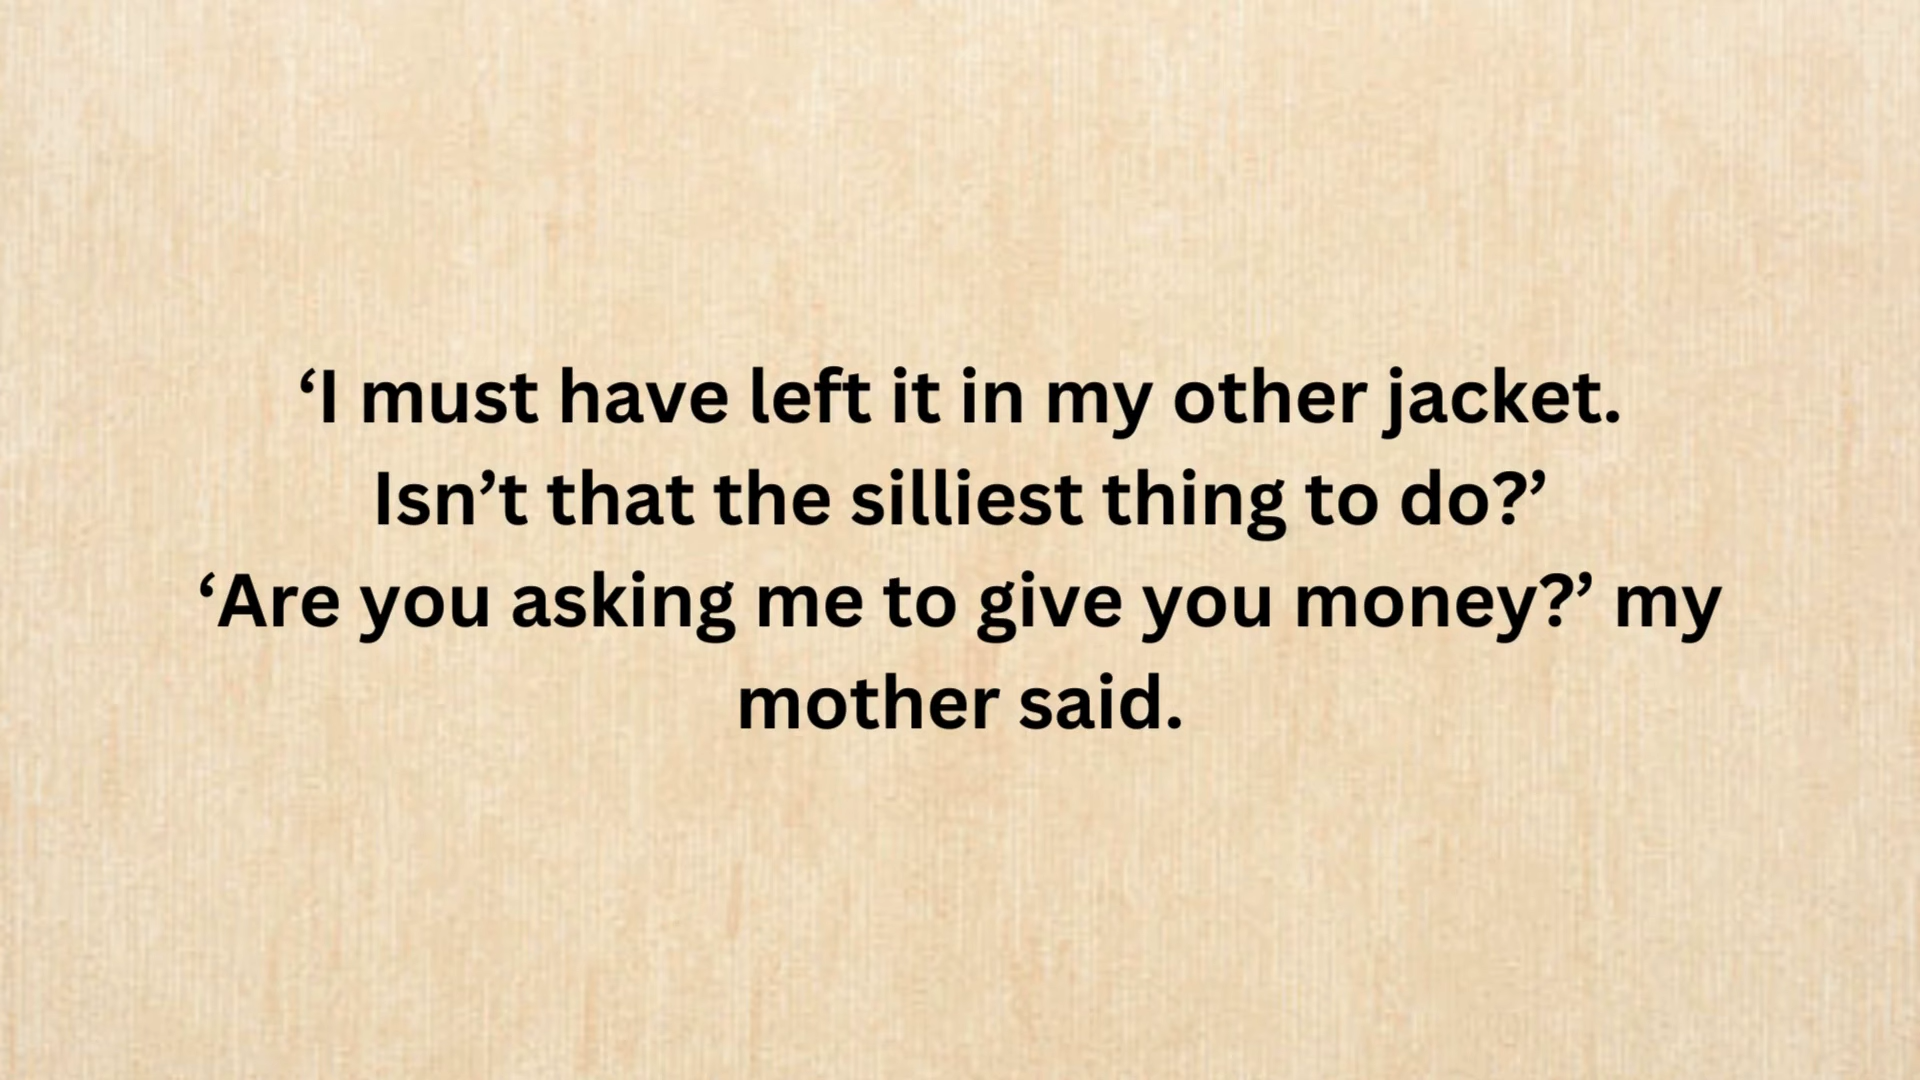 ‘I must have left it in my other jacket.
Isn’t that the silliest thing to do?’
‘Are you asking me to give you money?’ my
mother said.